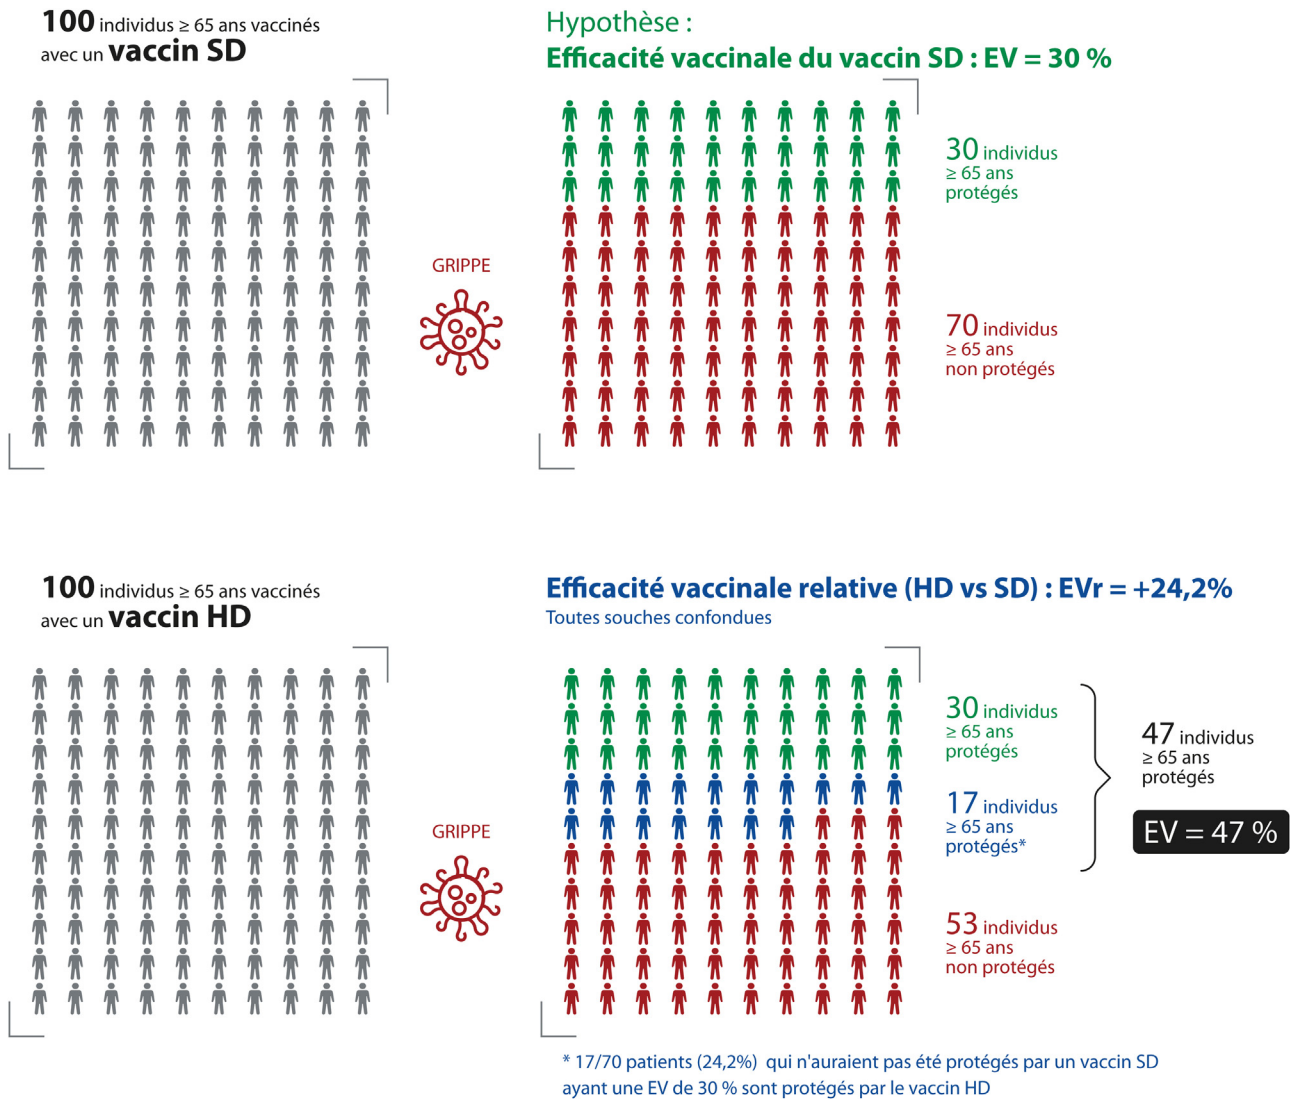 100 individus ≥ 65 ans vaccinés
avec un vaccin SD
Hypothèse :
Efficacité vaccinale du vaccin SD : EV = 30 %
30 individus
≥ 65 ans
protégés
GRIPPE
70 individus
≥ 65 ans
non protégés
100 individus ≥ 65 ans vaccinés
avec un vaccin HD
Efficacité vaccinale relative (HD vs SD) : EVr = +24,2%
Toutes souches confondues
30 individus
≥ 65 ans
protégés
47 individus
≥ 65 ans
protégés
17 individus
≥ 65 ans
protégés*
EV = 47 %
GRIPPE
53 individus
≥ 65 ans
non protégés
* 17/70 patients (24,2%) qui n'auraient pas été protégés par un vaccin SD
ayant une EV de 30 % sont protégés par le vaccin HD